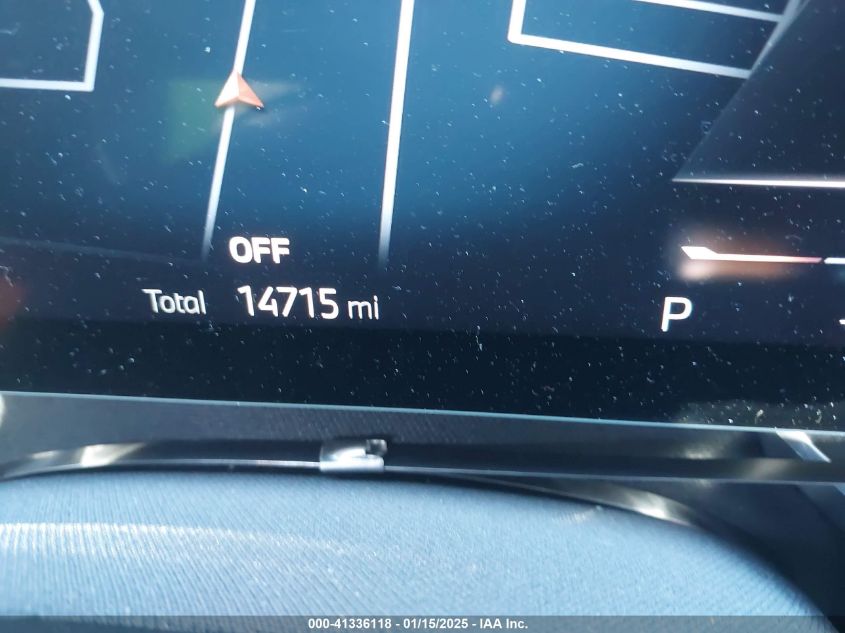 OFF
Total 14715 mi
P
000-41336118 - 01/15/2025 - IAA Inc.